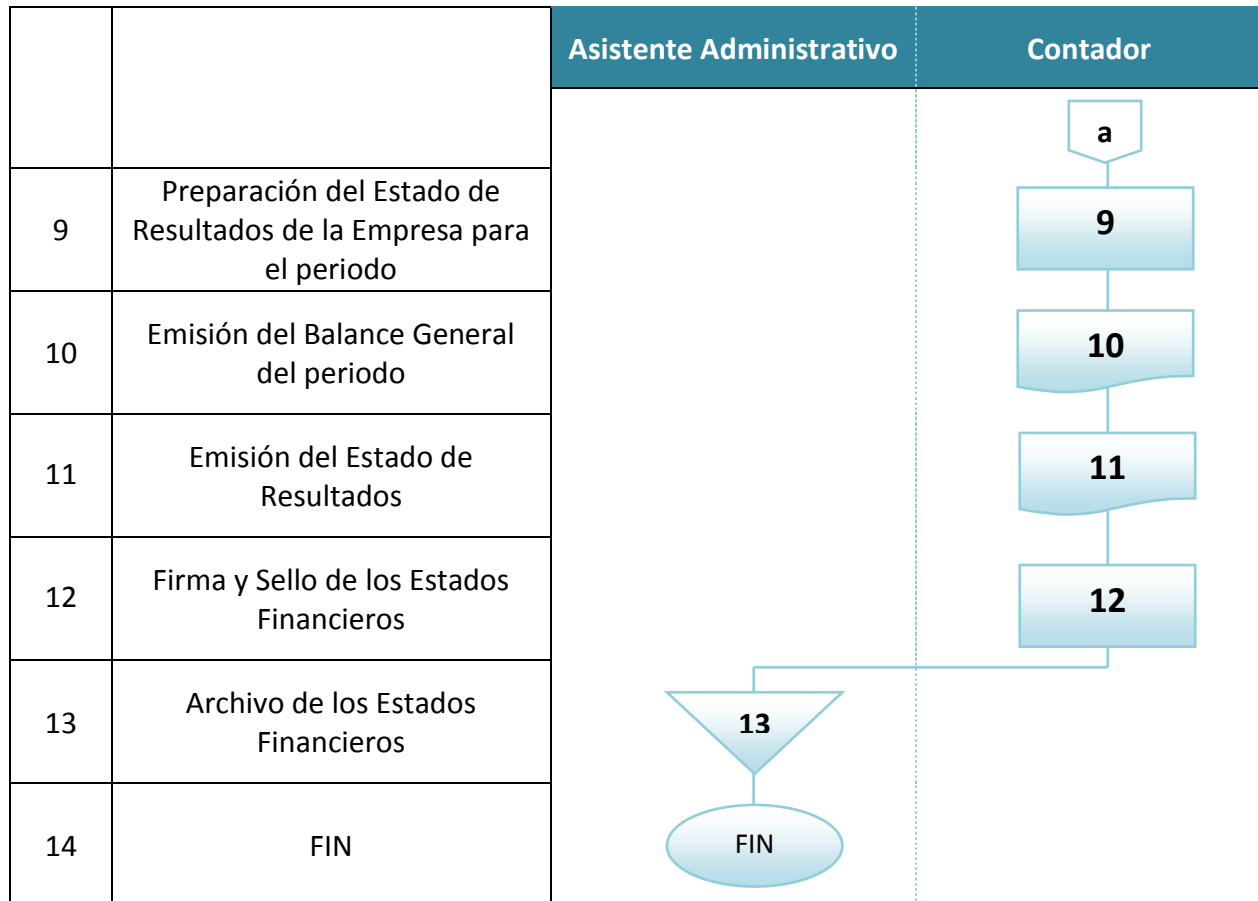 Asistente Administrativo Contador
a
9 Preparación del Estado de
Resultados de la Empresa para
el periodo
9
10 Emisión del Balance General
del periodo
10
11 Emisión del Estado de
Resultados
11
12 Firma y Sello de los Estados
Financieros
12
13 Archivo de los Estados
Financieros
13
14 FIN
FIN